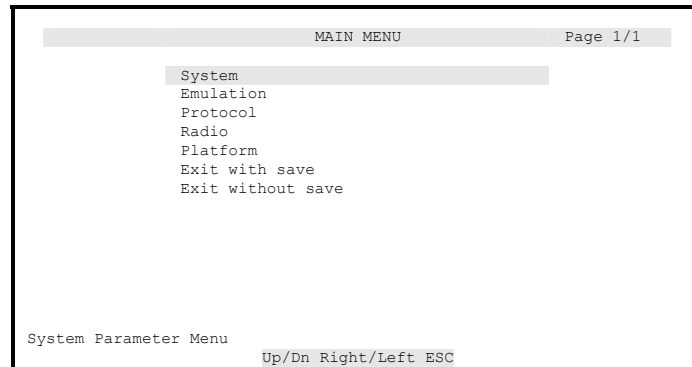 MAIN MENU Page 1/1
System
Emulation
Protocol
Radio
Platform
Exit with save
Exit without save
System Parameter Menu
Up/Dn Right/Left ESC